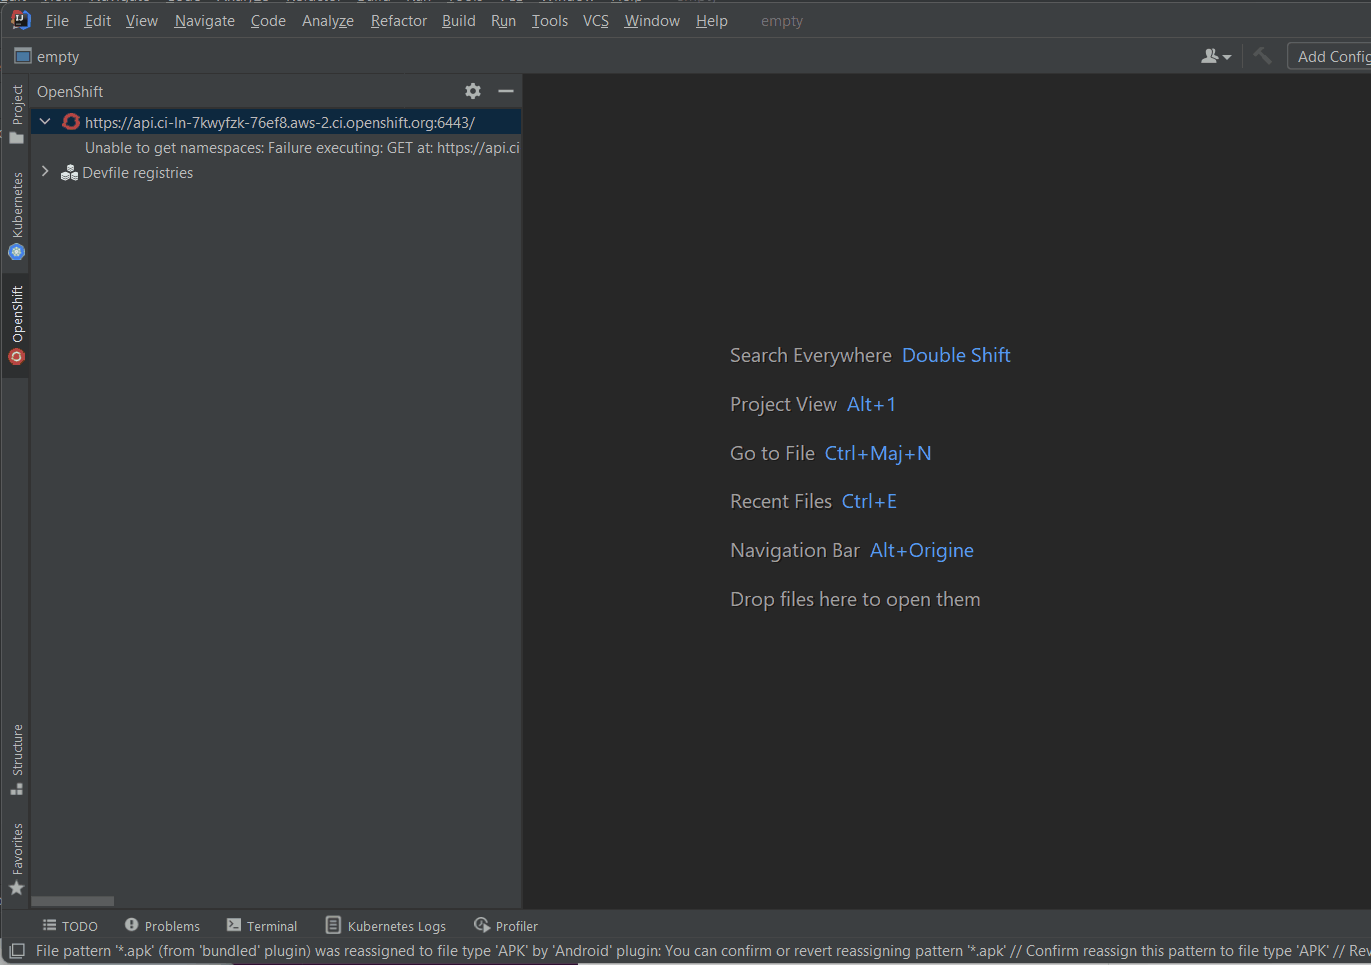 File Edit View Navigate Code Analyze Refactor Build Run Tools VCS Window Help empty
empty
Add Config
Project
Kubernetes
OpenShift
Structure
Favorites
OpenShift
https://api.ci-ln-7kwyfzk-76ef8.aws-2.ci.openshift.org:6443/
Unable to get namespaces: Failure executing: GET at: https://api.ci
Devfile registries
Search Everywhere Double Shift
Project View Alt+1
Go to File Ctrl+Maj+N
Recent Files Ctrl+E
Navigation Bar Alt+Origine
Drop files here to open them
TODO Problems Terminal Kubernetes Logs Profiler
File pattern '*.apk' (from 'bundled' plugin) was reassigned to file type 'APK' by 'Android' plugin: You can confirm or revert reassigning pattern '*.apk' // Confirm reassign this pattern to file type 'APK' // Rev